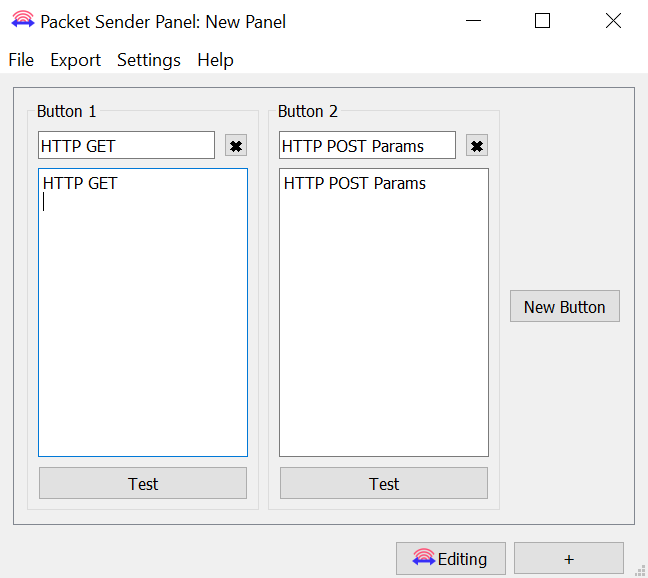 Packet Sender Panel: New Panel
File Export Settings Help
Button 1
HTTP GET
HTTP GET
Test
Button 2
HTTP POST Params
HTTP POST Params
Test
New Button
Editing
+